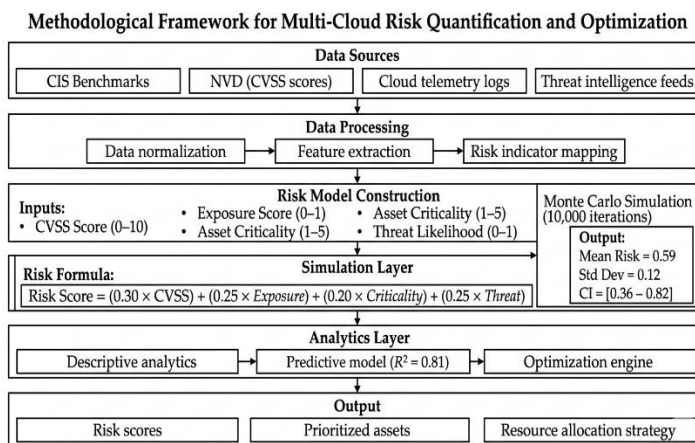 Methodological Framework for Multi-Cloud Risk Quantification and Optimization
Data Sources
CIS Benchmarks
NVD (CVSS scores)
Cloud telemetry logs
Threat intelligence feeds
Data Processing
Data normalization
Feature extraction
Risk indicator mapping
Risk Model Construction
Inputs:
• CVSS Score (0–10)
• Exposure Score (0–1)
• Asset Criticality (1–5)
• Asset Criticality (1–5)
• Threat Likelihood (0–1)
Monte Carlo Simulation
(10,000 iterations)
Output:
Mean Risk = 0.59
Std Dev = 0.12
CI = [0.36 – 0.82]
Simulation Layer
Risk Formula:
Risk Score = (0.30 × CVSS) + (0.25 × Exposure) + (0.20 × Criticality) + (0.25 × Threat)
Analytics Layer
Descriptive analytics
Predictive model (R² = 0.81)
Optimization engine
Output
Risk scores
Prioritized assets
Resource allocation strategy